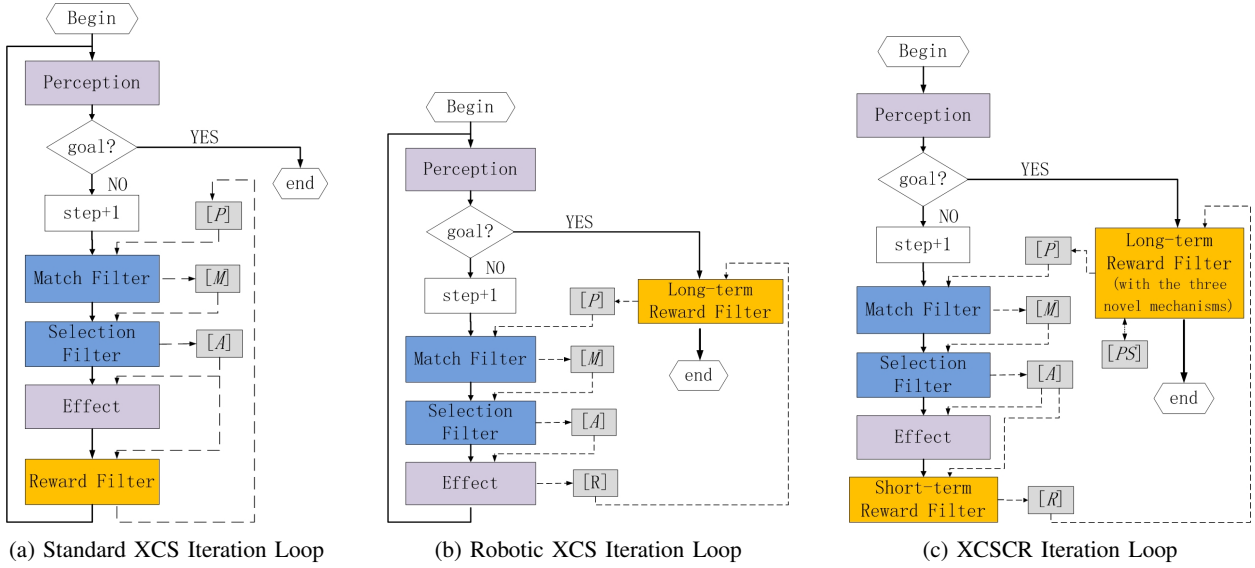 Begin
Perception
goal?
YES
end
NO
step+1
[P]
Match Filter
[M]
Selection
Filter
[A]
Effect
Reward Filter
(a) Standard XCS Iteration Loop
Begin
Perception
goal?
YES
NO
step+1
[P]
Long-term
Reward Filter
Match Filter
[M]
end
Selection
Filter
[A]
Effect
[R]
(b) Robotic XCS Iteration Loop
Begin
Perception
goal?
YES
NO
step+1
[P]
Long-term
Reward Filter
(with the three
novel mechanisms)
Match Filter
[M]
[PS]
Selection
Filter
[A]
end
Effect
Short-term
Reward Filter
[R]
(c) XCSCR Iteration Loop